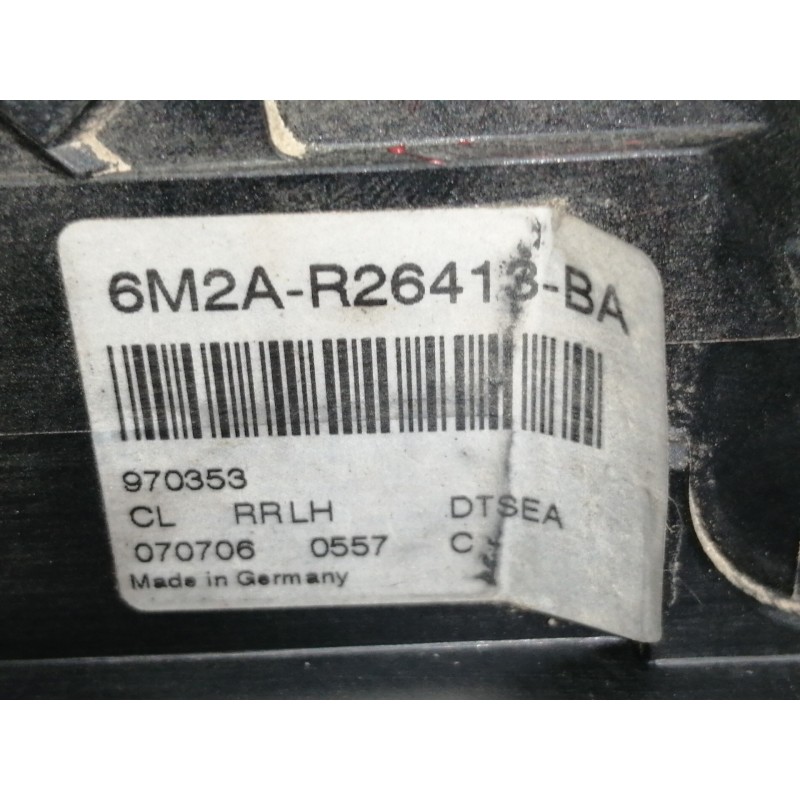 6M2A-R26413-BA
970353
CL RRLH DTSEA
070706 0557 C
Made in Germany